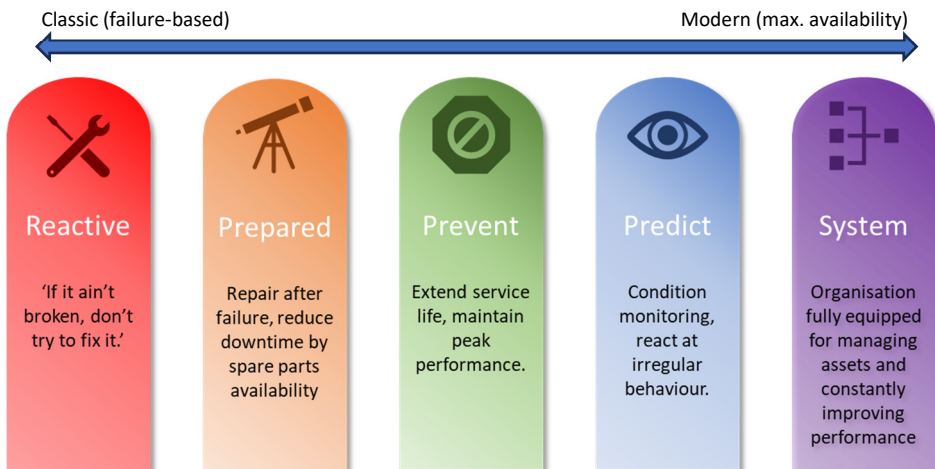 Classic (failure-based)
Modern (max. availability)
Reactive
'If it ain't
broken, don't
try to fix it.'
Prepared
Repair after
failure, reduce
downtime by
spare parts
availability
Prevent
Extend service
life, maintain
peak
performance.
Predict
Condition
monitoring,
react at
irregular
behaviour.
System
Organisation
fully equipped
for managing
assets and
constantly
improving
performance